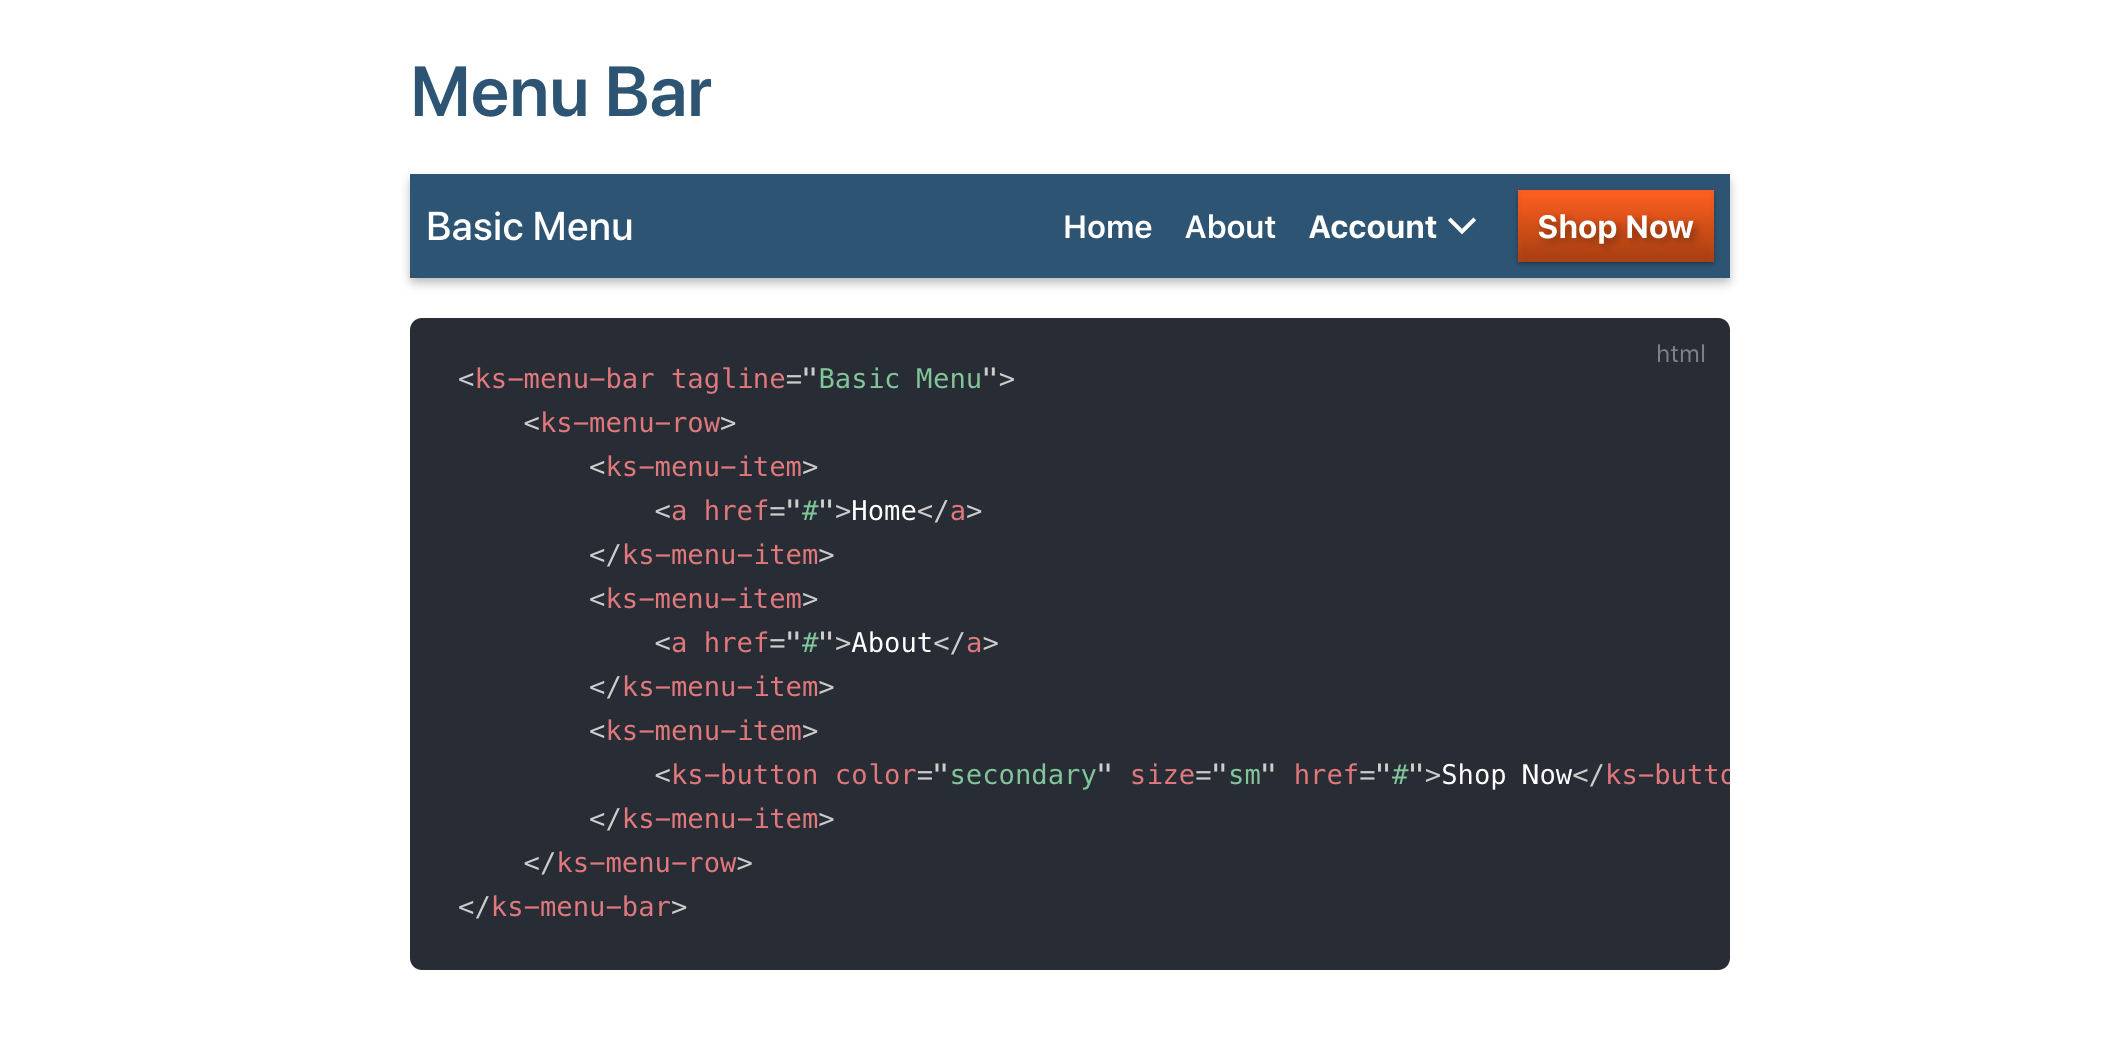 Menu Bar
Basic Menu Home About Account Shop Now
html
<ks-menu-bar tagline="Basic Menu">
    <ks-menu-row>
        <ks-menu-item>
            <a href="#">Home</a>
        </ks-menu-item>
        <ks-menu-item>
            <a href="#">About</a>
        </ks-menu-item>
        <ks-menu-item>
            <ks-button color="secondary" size="sm" href="#">Shop Now</ks-butto
        </ks-menu-item>
    </ks-menu-row>
</ks-menu-bar>